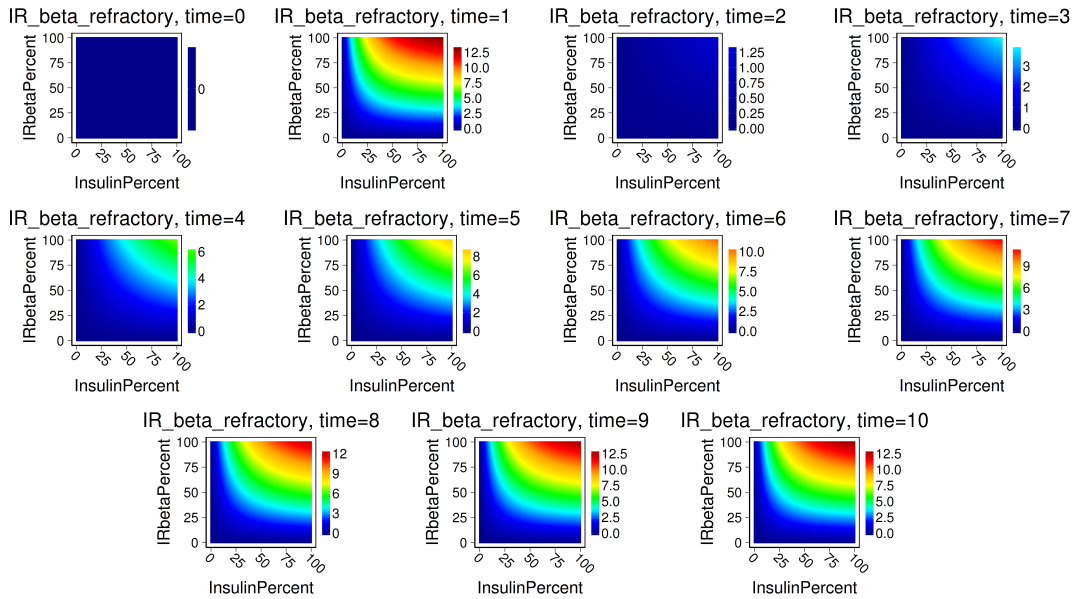 IR_beta_refractory, time=0
IRbetaPercent
100
75
50
25
0
0
0 25 50 75 100
InsulinPercent
IR_beta_refractory, time=1
IRbetaPercent
100
75
50
25
0
12.5
10.0
7.5
5.0
2.5
0.0
0 25 50 75 100
InsulinPercent
IR_beta_refractory, time=2
IRbetaPercent
100
75
50
25
0
1.25
1.00
0.75
0.50
0.25
0.00
0 25 50 75 100
InsulinPercent
IR_beta_refractory, time=3
IRbetaPercent
100
75
50
25
0
3
2
1
0
0 25 50 75 100
InsulinPercent
IR_beta_refractory, time=4
IRbetaPercent
100
75
50
25
0
6
4
2
0
0 25 50 75 100
InsulinPercent
IR_beta_refractory, time=5
IRbetaPercent
100
75
50
25
0
8
6
4
2
0
0 25 50 75 100
InsulinPercent
IR_beta_refractory, time=6
IRbetaPercent
100
75
50
25
0
10.0
7.5
5.0
2.5
0.0
0 25 50 75 100
InsulinPercent
IR_beta_refractory, time=7
IRbetaPercent
100
75
50
25
0
9
6
3
0
0 25 50 75 100
InsulinPercent
IR_beta_refractory, time=8
IRbetaPercent
100
75
50
25
0
12
9
6
3
0
0 25 50 75 100
InsulinPercent
IR_beta_refractory, time=9
IRbetaPercent
100
75
50
25
0
12.5
10.0
7.5
5.0
2.5
0.0
0 25 50 75 100
InsulinPercent
IR_beta_refractory, time=10
IRbetaPercent
100
75
50
25
0
12.5
10.0
7.5
5.0
2.5
0.0
0 25 50 75 100
InsulinPercent